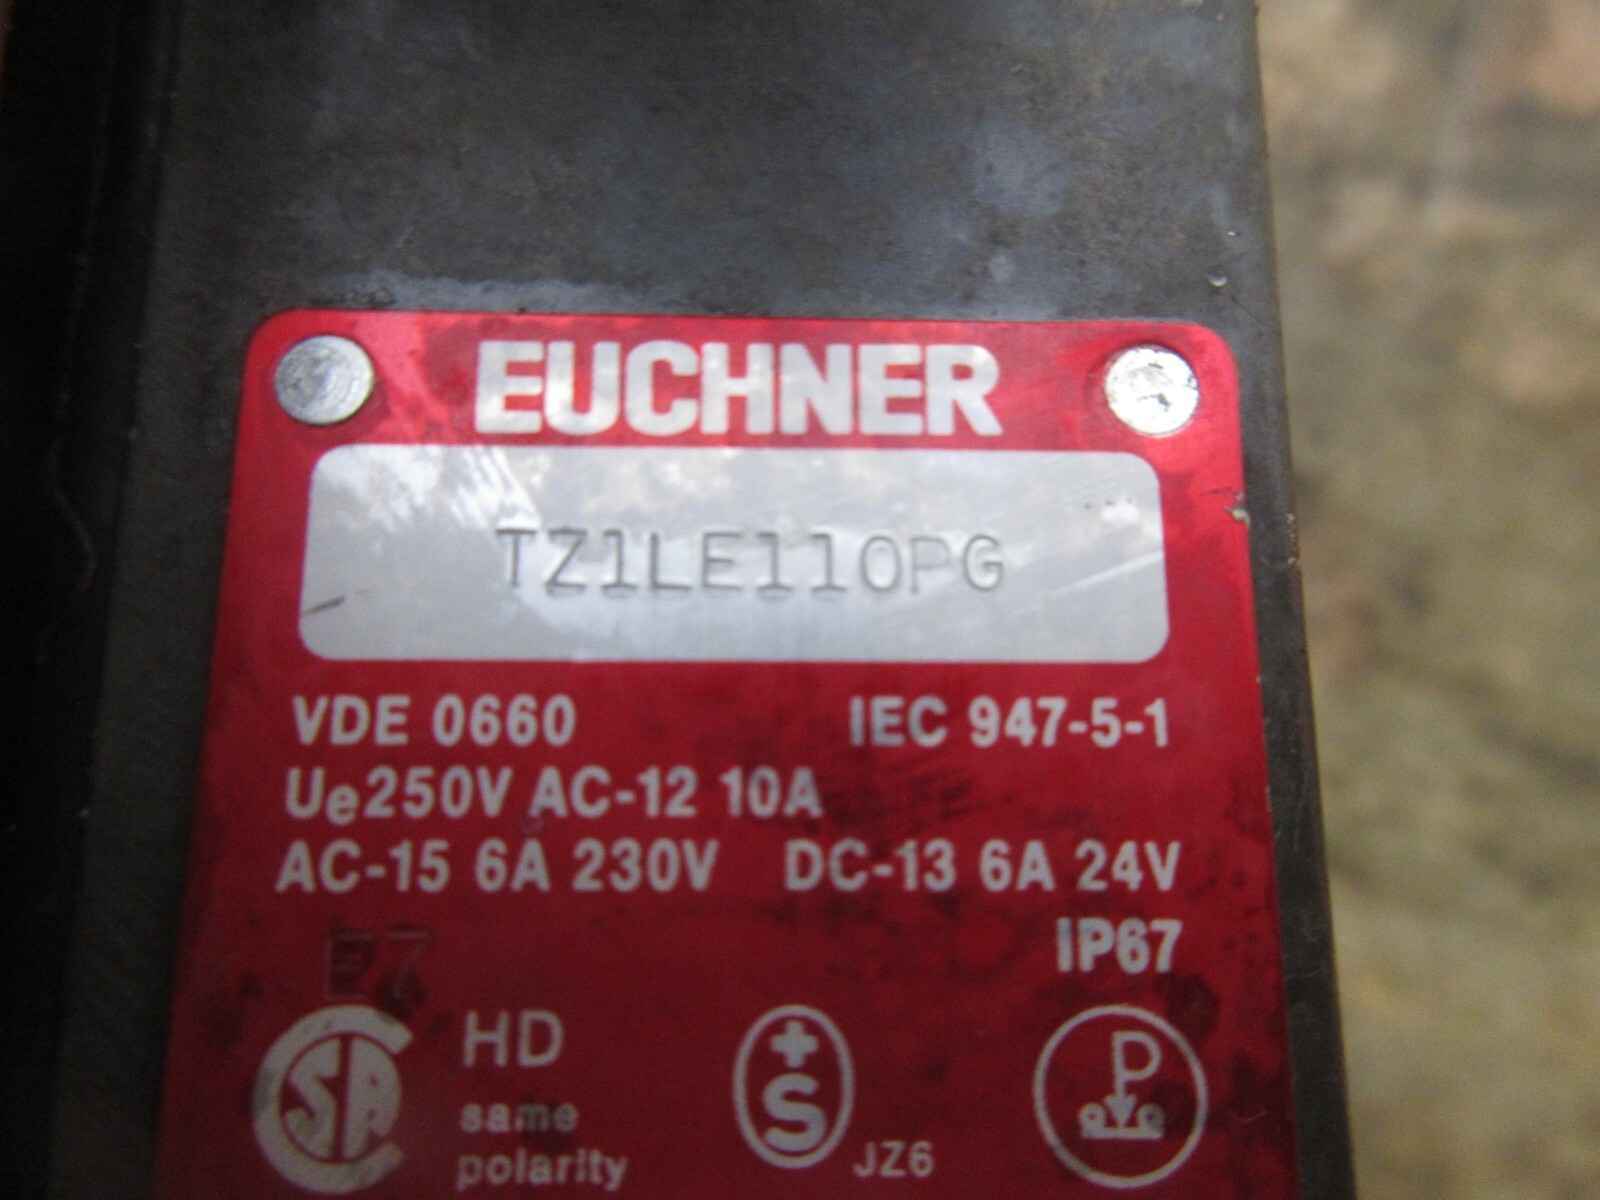 EUCHNER
TZ1LE110PG
VDE 0660 IEC 947-5-1
Ue250V AC-12 10A
AC-15 6A 230V DC-13 6A 24V
IP67
HD
same
polarity
+
S
JZ6
P